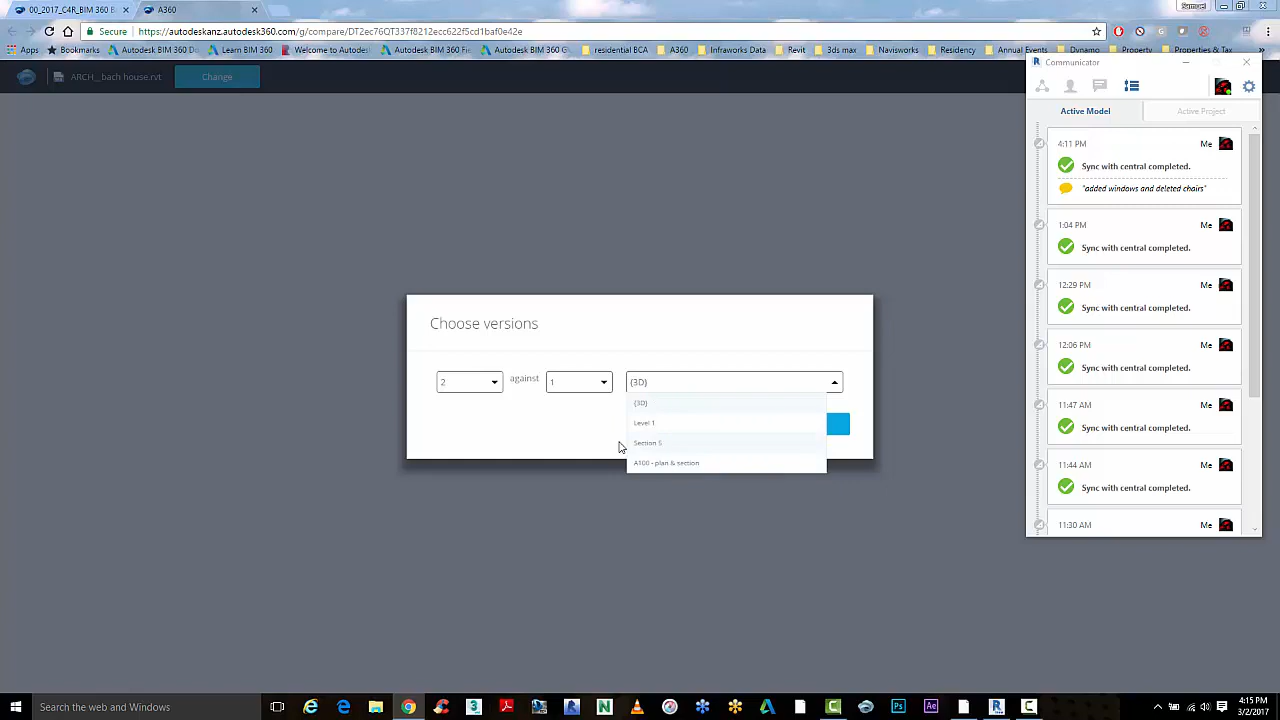 00_2017_C4R_BIM 360 B
A360
Secure
https://autodeskanz.autodesk360.com/g/compare/DT2ec76QT337f8212ecc622f5cd1baf0e42e
Apps
Bookmarks
Autodesk BIM 360 D
Learn BIM 360
Welcome to Autode
Autodesk BIM 360 F
Autodesk BIM 360 G
residential BCA
A360
Infraworks Data
Revit
3ds max
Navisworks
Residency
Annual Events
Dynamo
Property
Properties & Tax
ARCH__bach house.rvt
Change
Choose versions
2
against
1
{3D}
{3D}
Level 1
Section 5
A100 - plan & section
Communicator
Active Model
Active Project
4:11 PM
Me
Sync with central completed.
"added windows and deleted chairs"
1:04 PM
Me
Sync with central completed.
12:29 PM
Me
Sync with central completed.
12:06 PM
Me
Sync with central completed.
11:47 AM
Me
Sync with central completed.
11:44 AM
Me
Sync with central completed.
11:30 AM
Me
Search the web and Windows
4:15 PM
3/2/2017